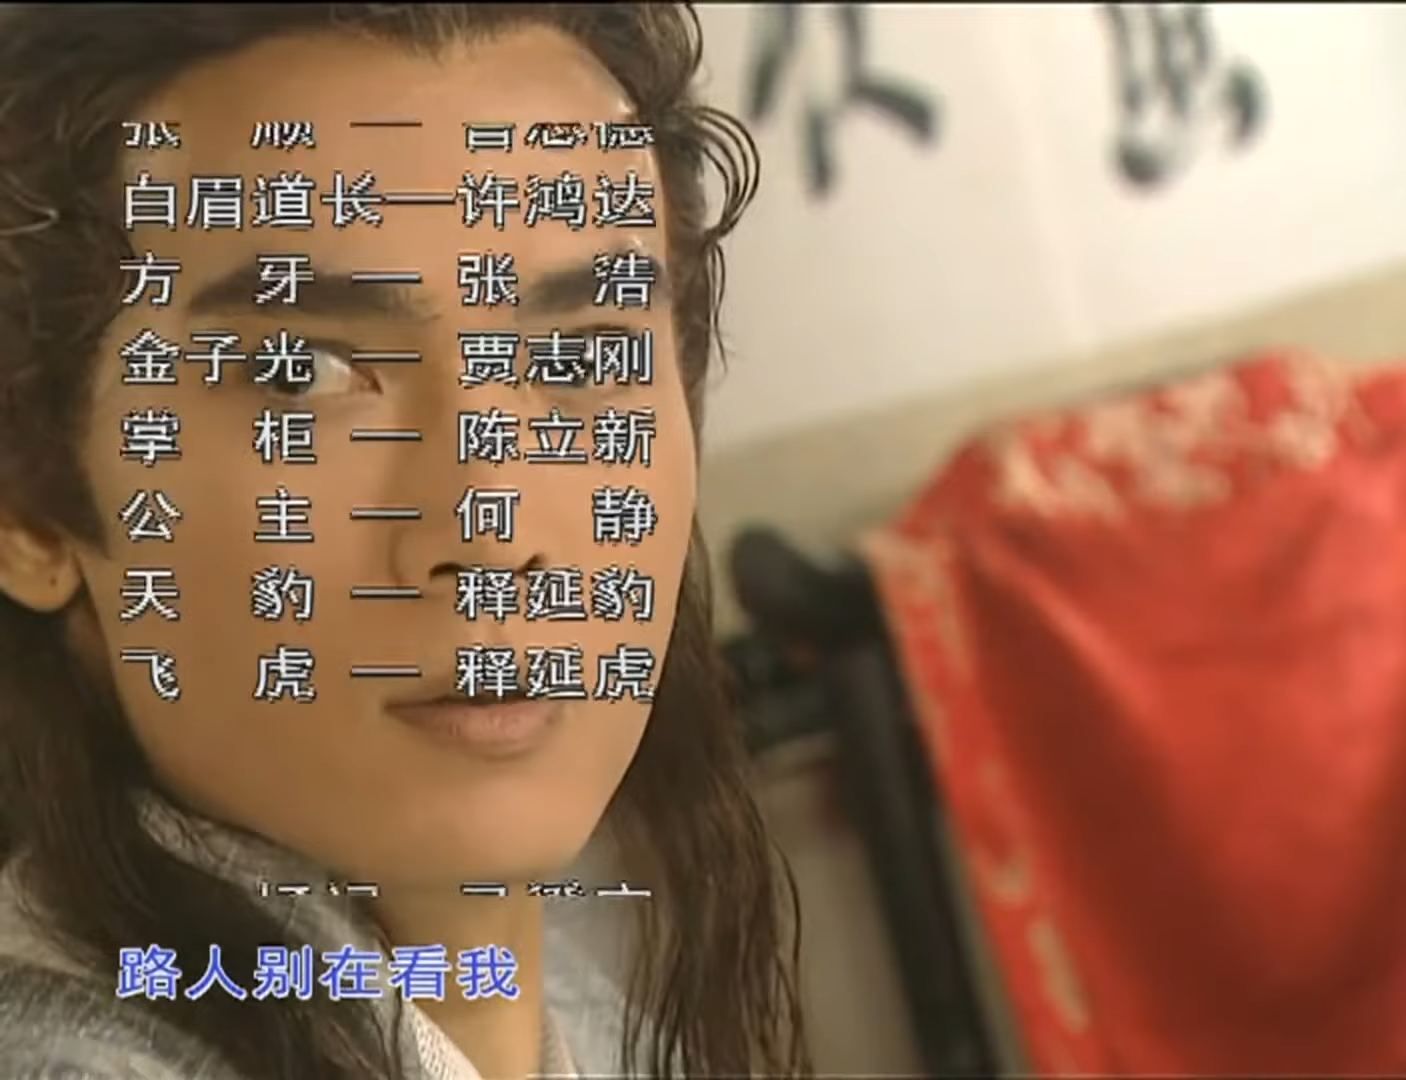 白眉道长—许鸿达
方 牙 — 张 浩
金子光 — 贾志刚
掌 柜 — 陈立新
公 主 — 何 静
天 豹 — 释延豹
飞 虎 — 释延虎
路人别在看我